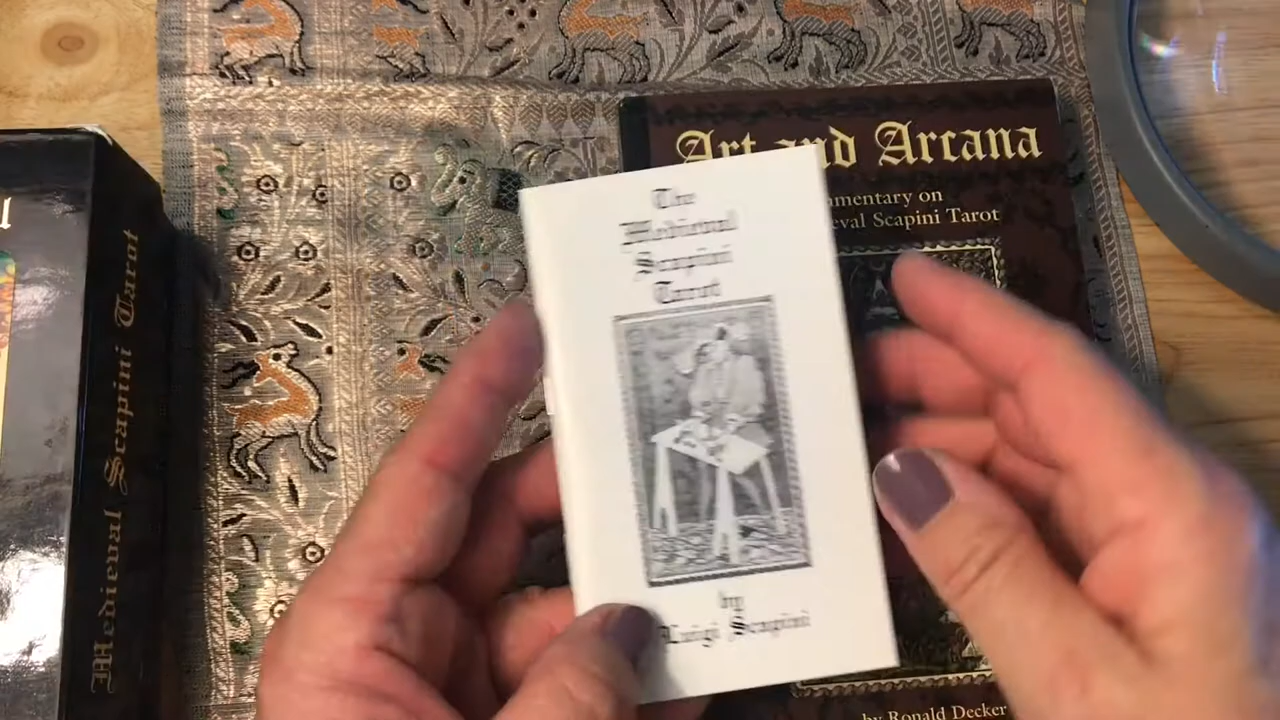 Medieval Scapini Tarot
Art and Arcana
mentary on
eval Scapini Tarot
The
Medieval
Scapini
Tarot
by
Luigi Scapini
by Ronald Decker